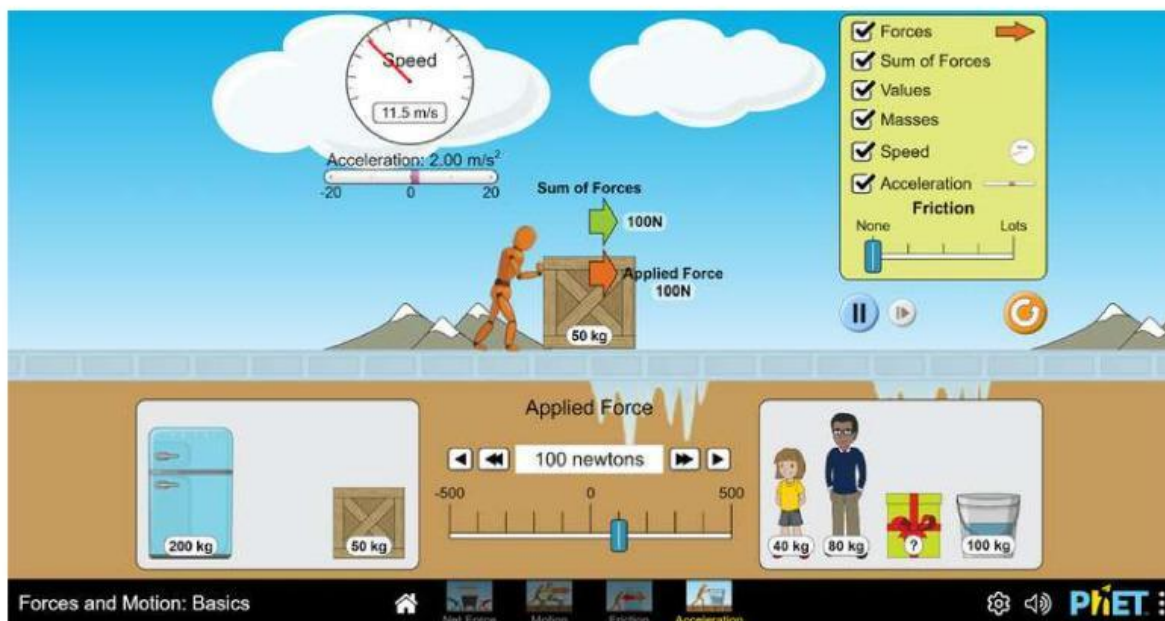 Speed
11.5 m/s
Acceleration: 2.00 m/s²
-20 0 20
Sum of Forces
100N
Applied Force
100N
50 kg
Forces
Sum of Forces
Values
Masses
Speed
Acceleration
Friction
None Lots
Applied Force
100 newtons
-500 0 500
200 kg
50 kg
40 kg
80 kg
?
100 kg
Forces and Motion: Basics
Net Force
Motion
Friction
Acceleration
PhET